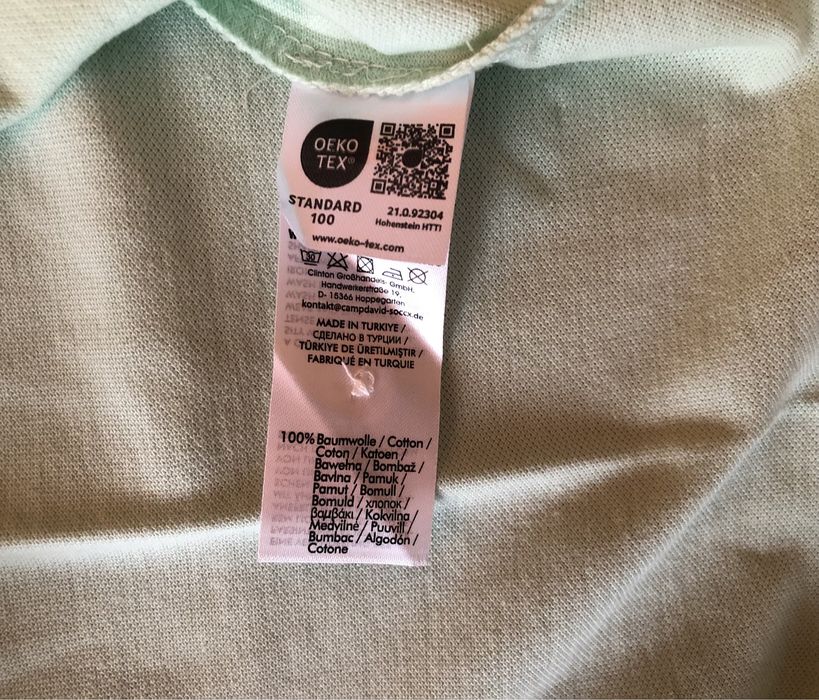 OEKO
TEX®
STANDARD
100
21.0.92304
Hohenstein HTTI
www.oeko-tex.com
30
Clinton Großhandels GmbH,
Handwerkerstraße 19,
D- 15366 Hoppegarten
kontakt@campdavid-soccx.de
MADE IN TURKIYE /
СДЕЛАНО В ТУРЦИИ /
TÜRKIYE DE ÜRETILMIŞTIR /
FABRIQUÉ EN TURQUIE
100% Baumwolle / Cotton /
Coton / Katoen /
Bawełna / Bombaž /
Bavlna / Pamuk /
Pamut / Bomull /
Bomuld / хлопок /
βαμβάκι / Kokvilna /
Medvilnė / Puuvill /
Bumbac / Algodón /
Cotone